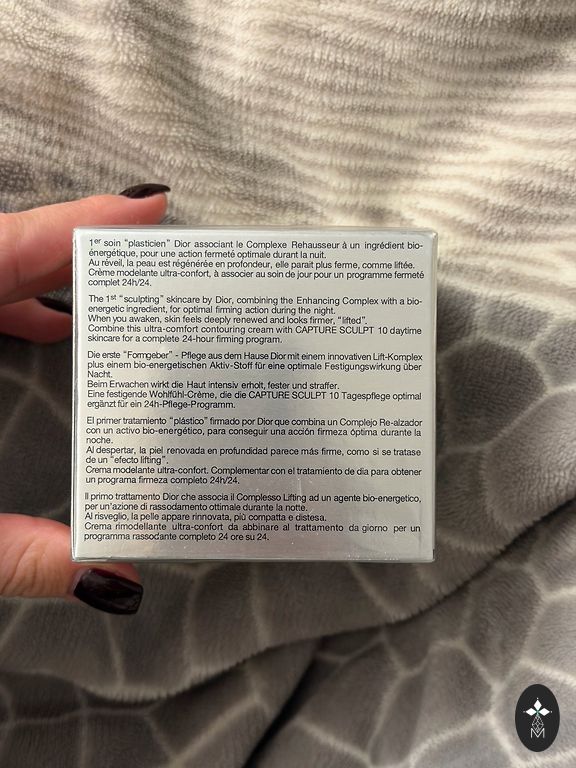 1er soin "plasticien" Dior associant le Complexe Rehausseur à un ingrédient bio-
énergétique, pour une action fermeté optimale durant la nuit.
Au réveil, la peau est régénérée en profondeur, elle parait plus ferme, comme liftée.
Crème modelante ultra-confort, à associer au soin de jour pour un programme fermeté
complet 24h/24.
The 1st "sculpting" skincare by Dior, combining the Enhancing Complex with a bio-
energetic ingredient, for optimal firming action during the night.
When you awaken, skin feels deeply renewed and looks firmer, "lifted".
Combine this ultra-comfort contouring cream with CAPTURE SCULPT 10 daytime
skincare for a complete 24-hour firming program.
Die erste "Formgeber" - Pflege aus dem Hause Dior mit einem innovativen Lift-Komplex
plus einem bio-energetischen Aktiv-Stoff für eine optimale Festigungswirkung über
Nacht.
Beim Erwachen wirkt die Haut intensiv erholt, fester und straffer.
Eine festigende Wohlfühl-Crème, die die CAPTURE SCULPT 10 Tagespflege optimal
ergänzt für ein 24h-Pflege-Programm.
El primer tratamiento "plástico" firmado por Dior que combina un Complejo Re-alzador
con un activo bio-energético, para conseguir una acción firmeza óptima durante la
noche.
Al despertar, la piel renovada en profundidad parece más firme, como si se tratase
de un "efecto lifting".
Crema modelante ultra-confort. Complementar con el tratamiento de día para obtener
un programa firmeza completo 24h/24.
Il primo trattamento Dior che associa il Complesso Lifting ad un agente bio-energetico,
per un'azione di rassodamento ottimale durante la notte.
Al risveglio, la pelle appare rinnovata, più compatta e distesa.
Crema rimodellante ultra-confort da abbinare al trattamento da giorno per un
programma rassodante completo 24 ore su 24.